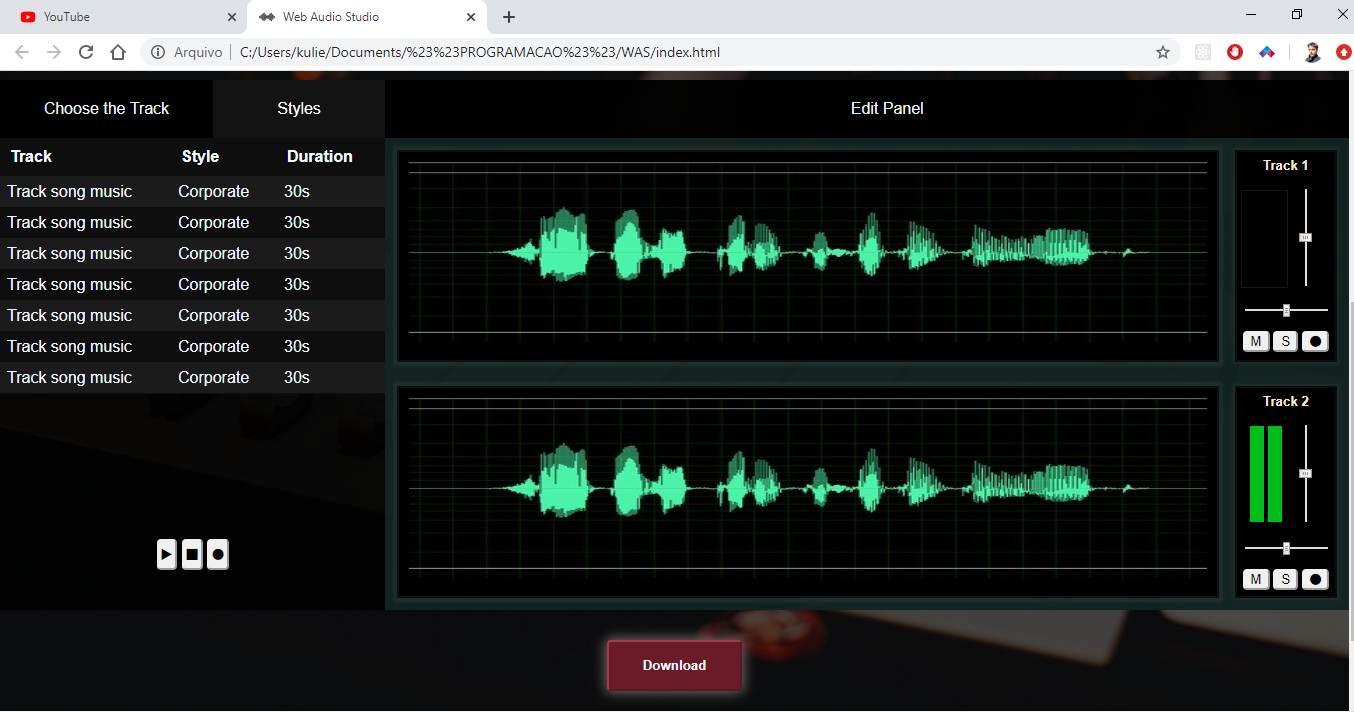 YouTube
Web Audio Studio
Arquivo
C:/Users/kulie/Documents/%23%23PROGRAMACAO%23%23/WAS/index.html
Choose the Track
Styles
Edit Panel
Track Style Duration
Track song music Corporate 30s
Track song music Corporate 30s
Track song music Corporate 30s
Track song music Corporate 30s
Track song music Corporate 30s
Track song music Corporate 30s
Track song music Corporate 30s
Track 1
M S
Track 2
M S
Download